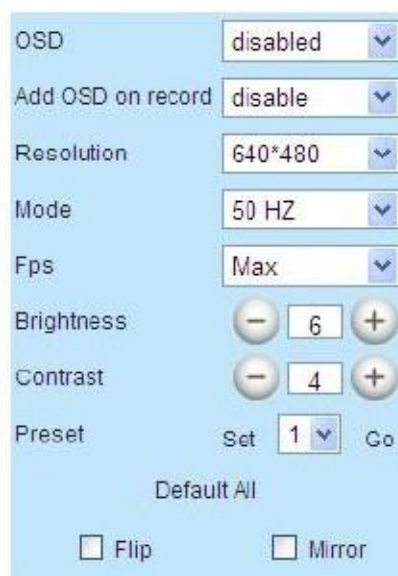 OSD disabled
Add OSD on record disable
Resolution 640*480
Mode 50 HZ
Fps Max
Brightness − 6 +
Contrast − 4 +
Preset Set 1 Go
Default All
Flip Mirror